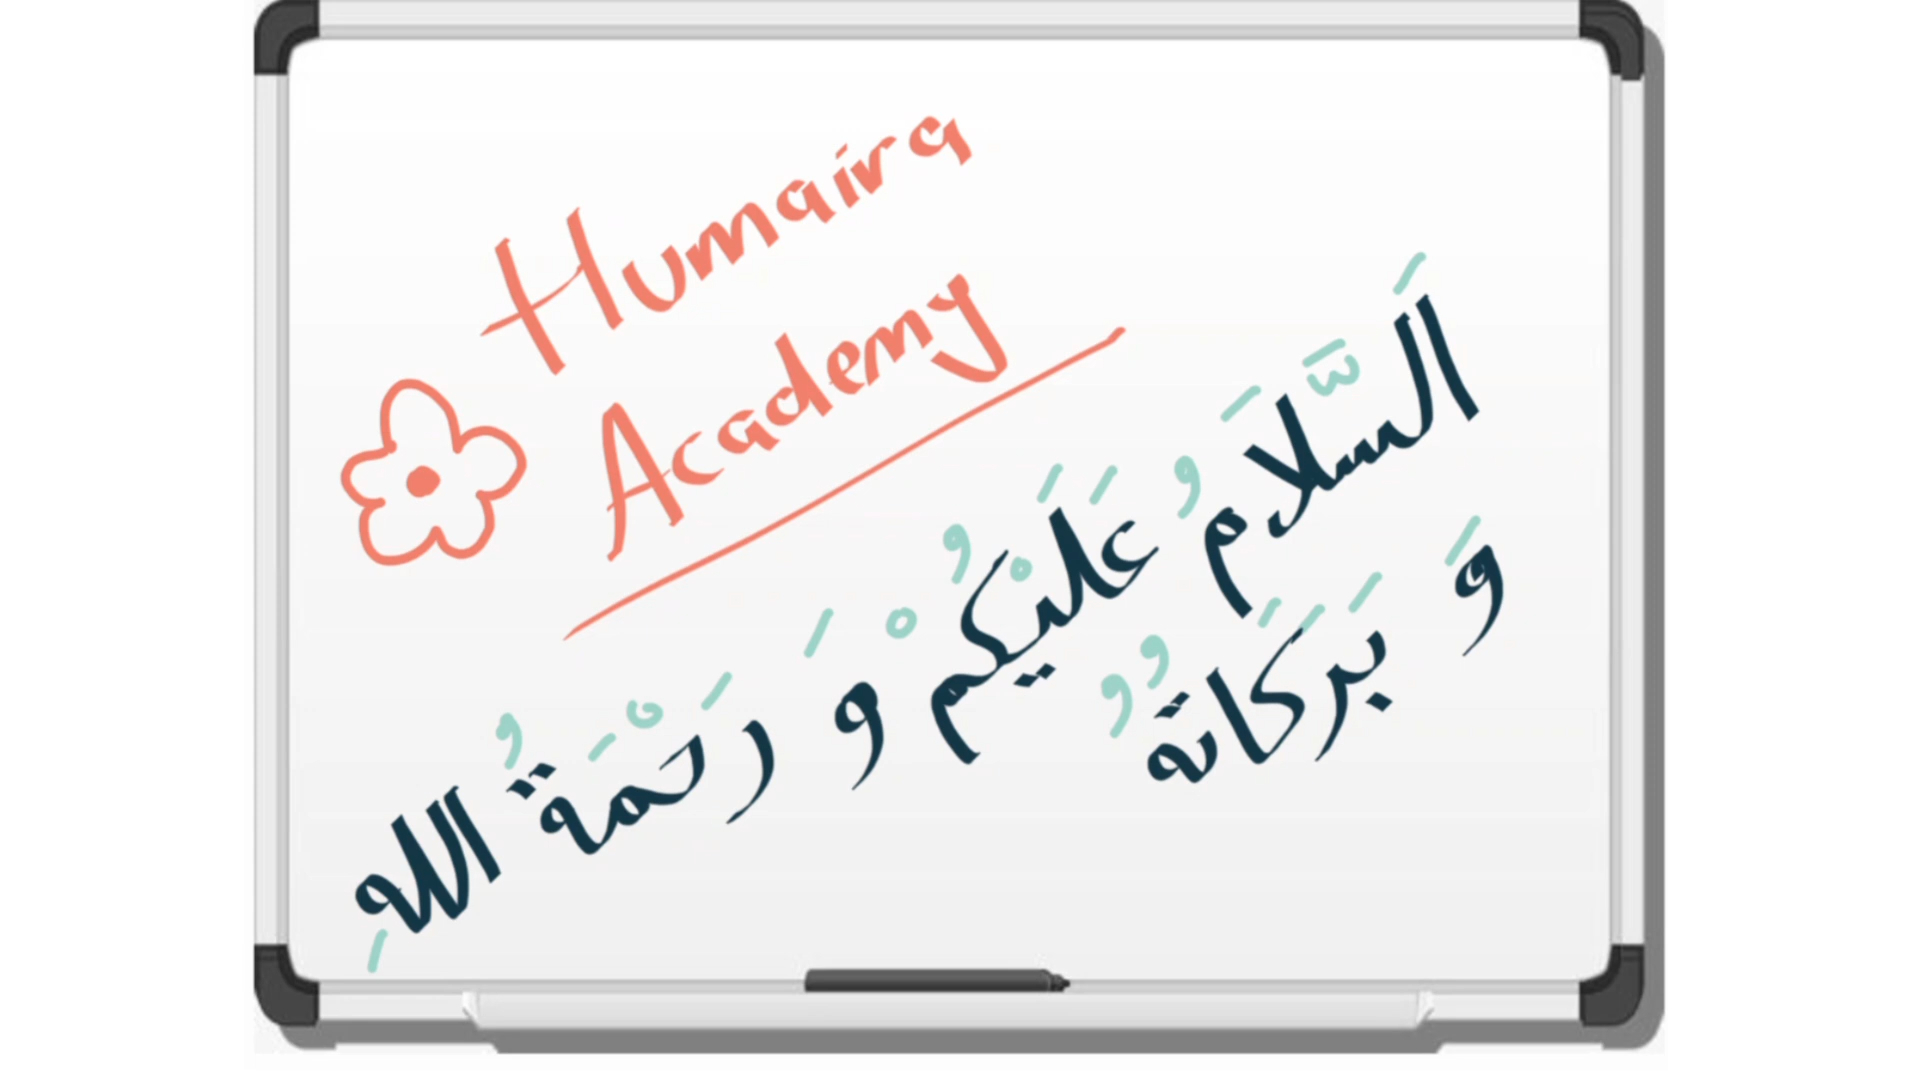 Humaira
Academy
اَلسَّلَامُ عَلَيْكُمْ وَ رَحْمَةُ اللهِ
وَ بَرَكَاتُهُ